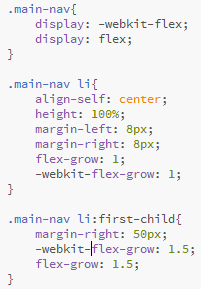 .main-nav{
display: -webkit-flex;
display: flex;
}
.main-nav li{
align-self: center;
height: 100%;
margin-left: 8px;
margin-right: 8px;
flex-grow: 1;
-webkit-flex-grow: 1;
}
.main-nav li:first-child{
margin-right: 50px;
-webkit-flex-grow: 1.5;
flex-grow: 1.5;
}